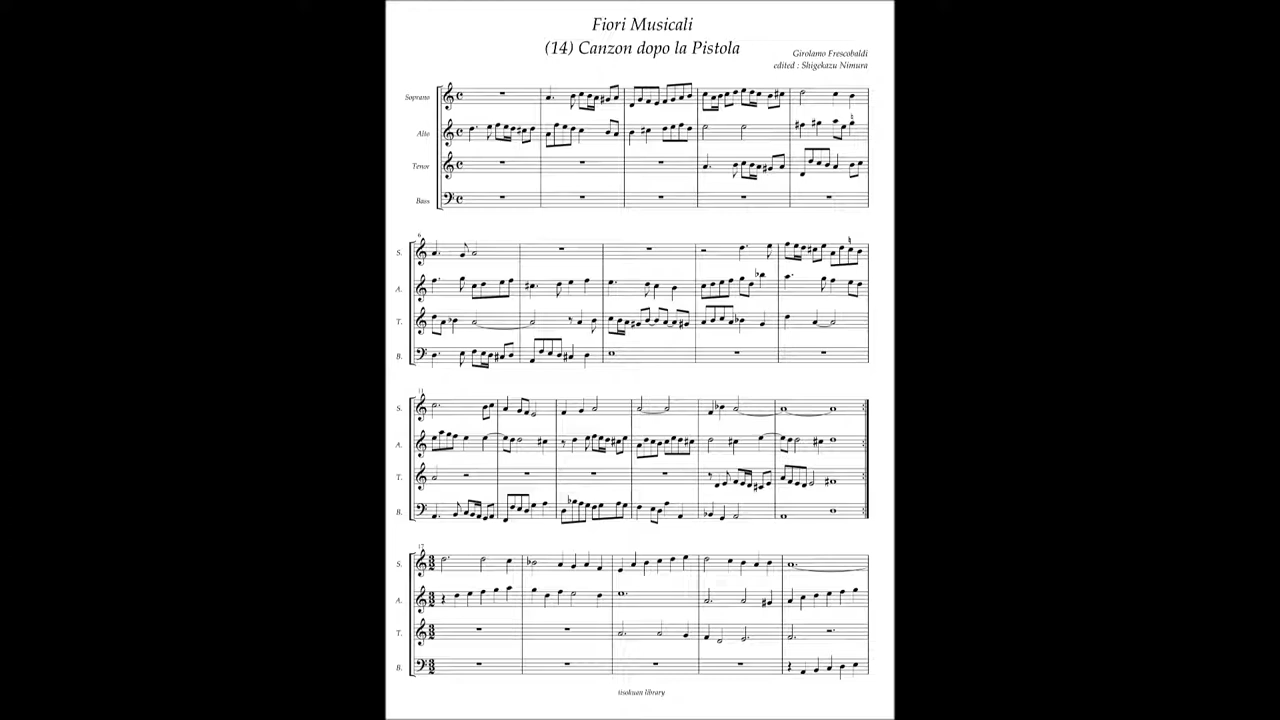 Fiori Musicali
(14) Canzon dopo la Pistola
Girolamo Frescobaldi
edited : Shigekazu Nimura
Soprano
Alto
Tenor
Bass
6
S.
A.
T.
B.
11
S.
A.
T.
B.
17
S.
A.
T.
B.
tisokuan library